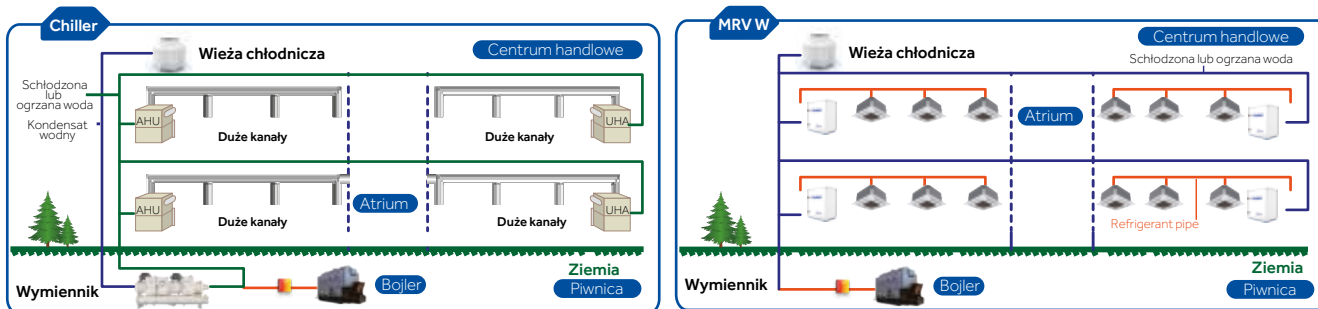 Chiller
Wieża chłodnicza
Centrum handlowe
Schłodzona
lub
ogrzana woda
Kondensat
wodny
AHU
Duże kanały
Duże kanały
UHA
AHU
Duże kanały
Atrium
Duże kanały
UHA
Ziemia
Wymiennik
Bojler
Piwnica
MRV W
Wieża chłodnicza
Centrum handlowe
Schłodzona lub ogrzana woda
Atrium
Refrigerant pipe
Ziemia
Wymiennik
Bojler
Piwnica